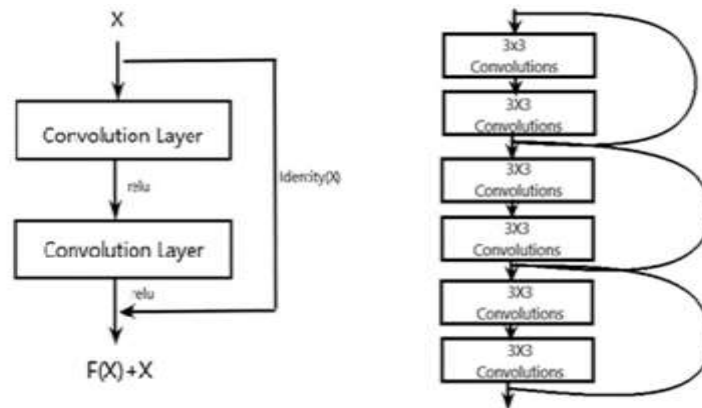 X
Convolution Layer
relu
Identity(X)
Convolution Layer
relu
F(X)+X
3x3
Convolutions
3X3
Convolutions
3X3
Convolutions
3X3
Convolutions
3X3
Convolutions
3X3
Convolutions